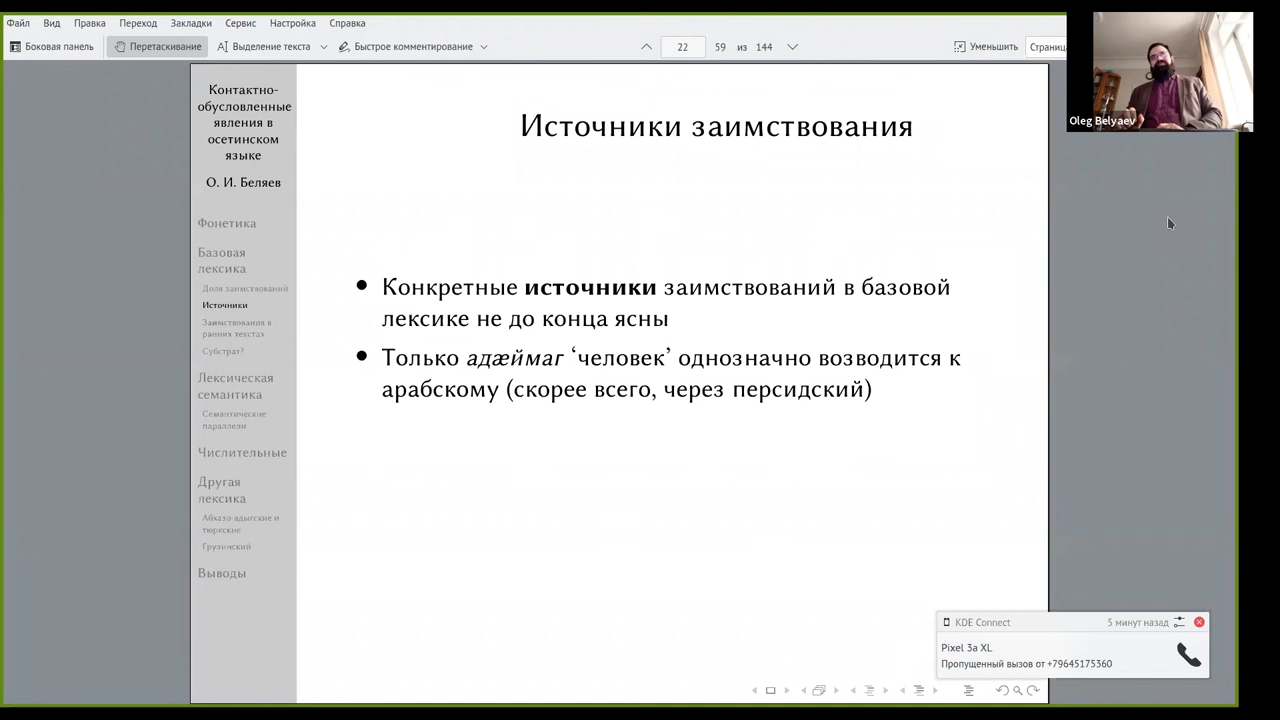 Файл Вид Правка Переход Закладки Сервис Настройка Справка
Боковая панель Перетаскивание Выделение текста Быстрое комментирование 22 59 из 144 Уменьшить Страница
Oleg Belyaev
Контактно-
обусловленные
явления в
осетинском
языке
О. И. Беляев
Фонетика
Базовая
лексика
Доля заимствований
Источники
Заимствования в
ранних текстах
Субстрат?
Лексическая
семантика
Семантические
параллели
Числительные
Другая
лексика
Абхазо-адыгские и
тюркские
Грузинский
Выводы
Источники заимствования
• Конкретные источники заимствований в базовой
лексике не до конца ясны
• Только адæймаг ‘человек’ однозначно возводится к
арабскому (скорее всего, через персидский)
KDE Connect 5 минут назад
Pixel 3a XL
Пропущенный вызов от +79645175360